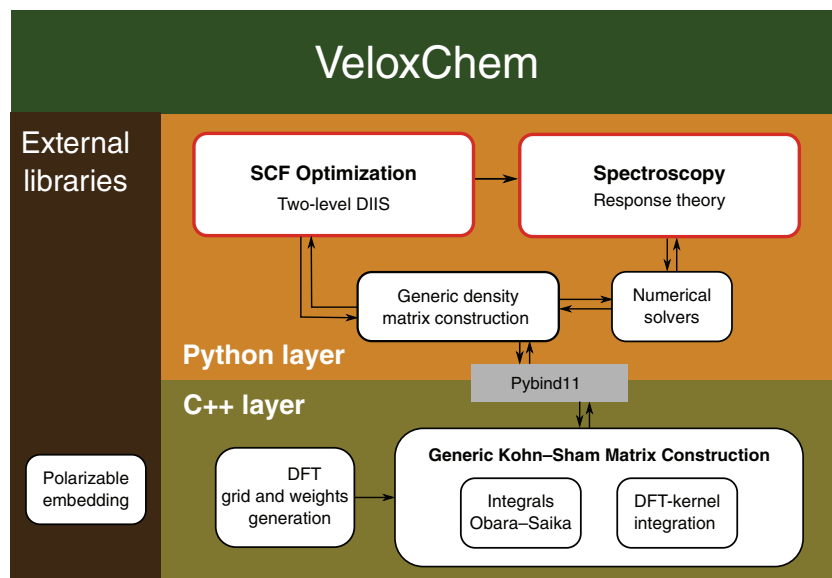 VeloxChem
External
libraries
SCF Optimization
Two-level DIIS
Spectroscopy
Response theory
Generic density
matrix construction
Numerical
solvers
Python layer
Pybind11
C++ layer
Polarizable
embedding
DFT
grid and weights
generation
Generic Kohn–Sham Matrix Construction
Integrals
Obara–Saika
DFT-kernel
integration